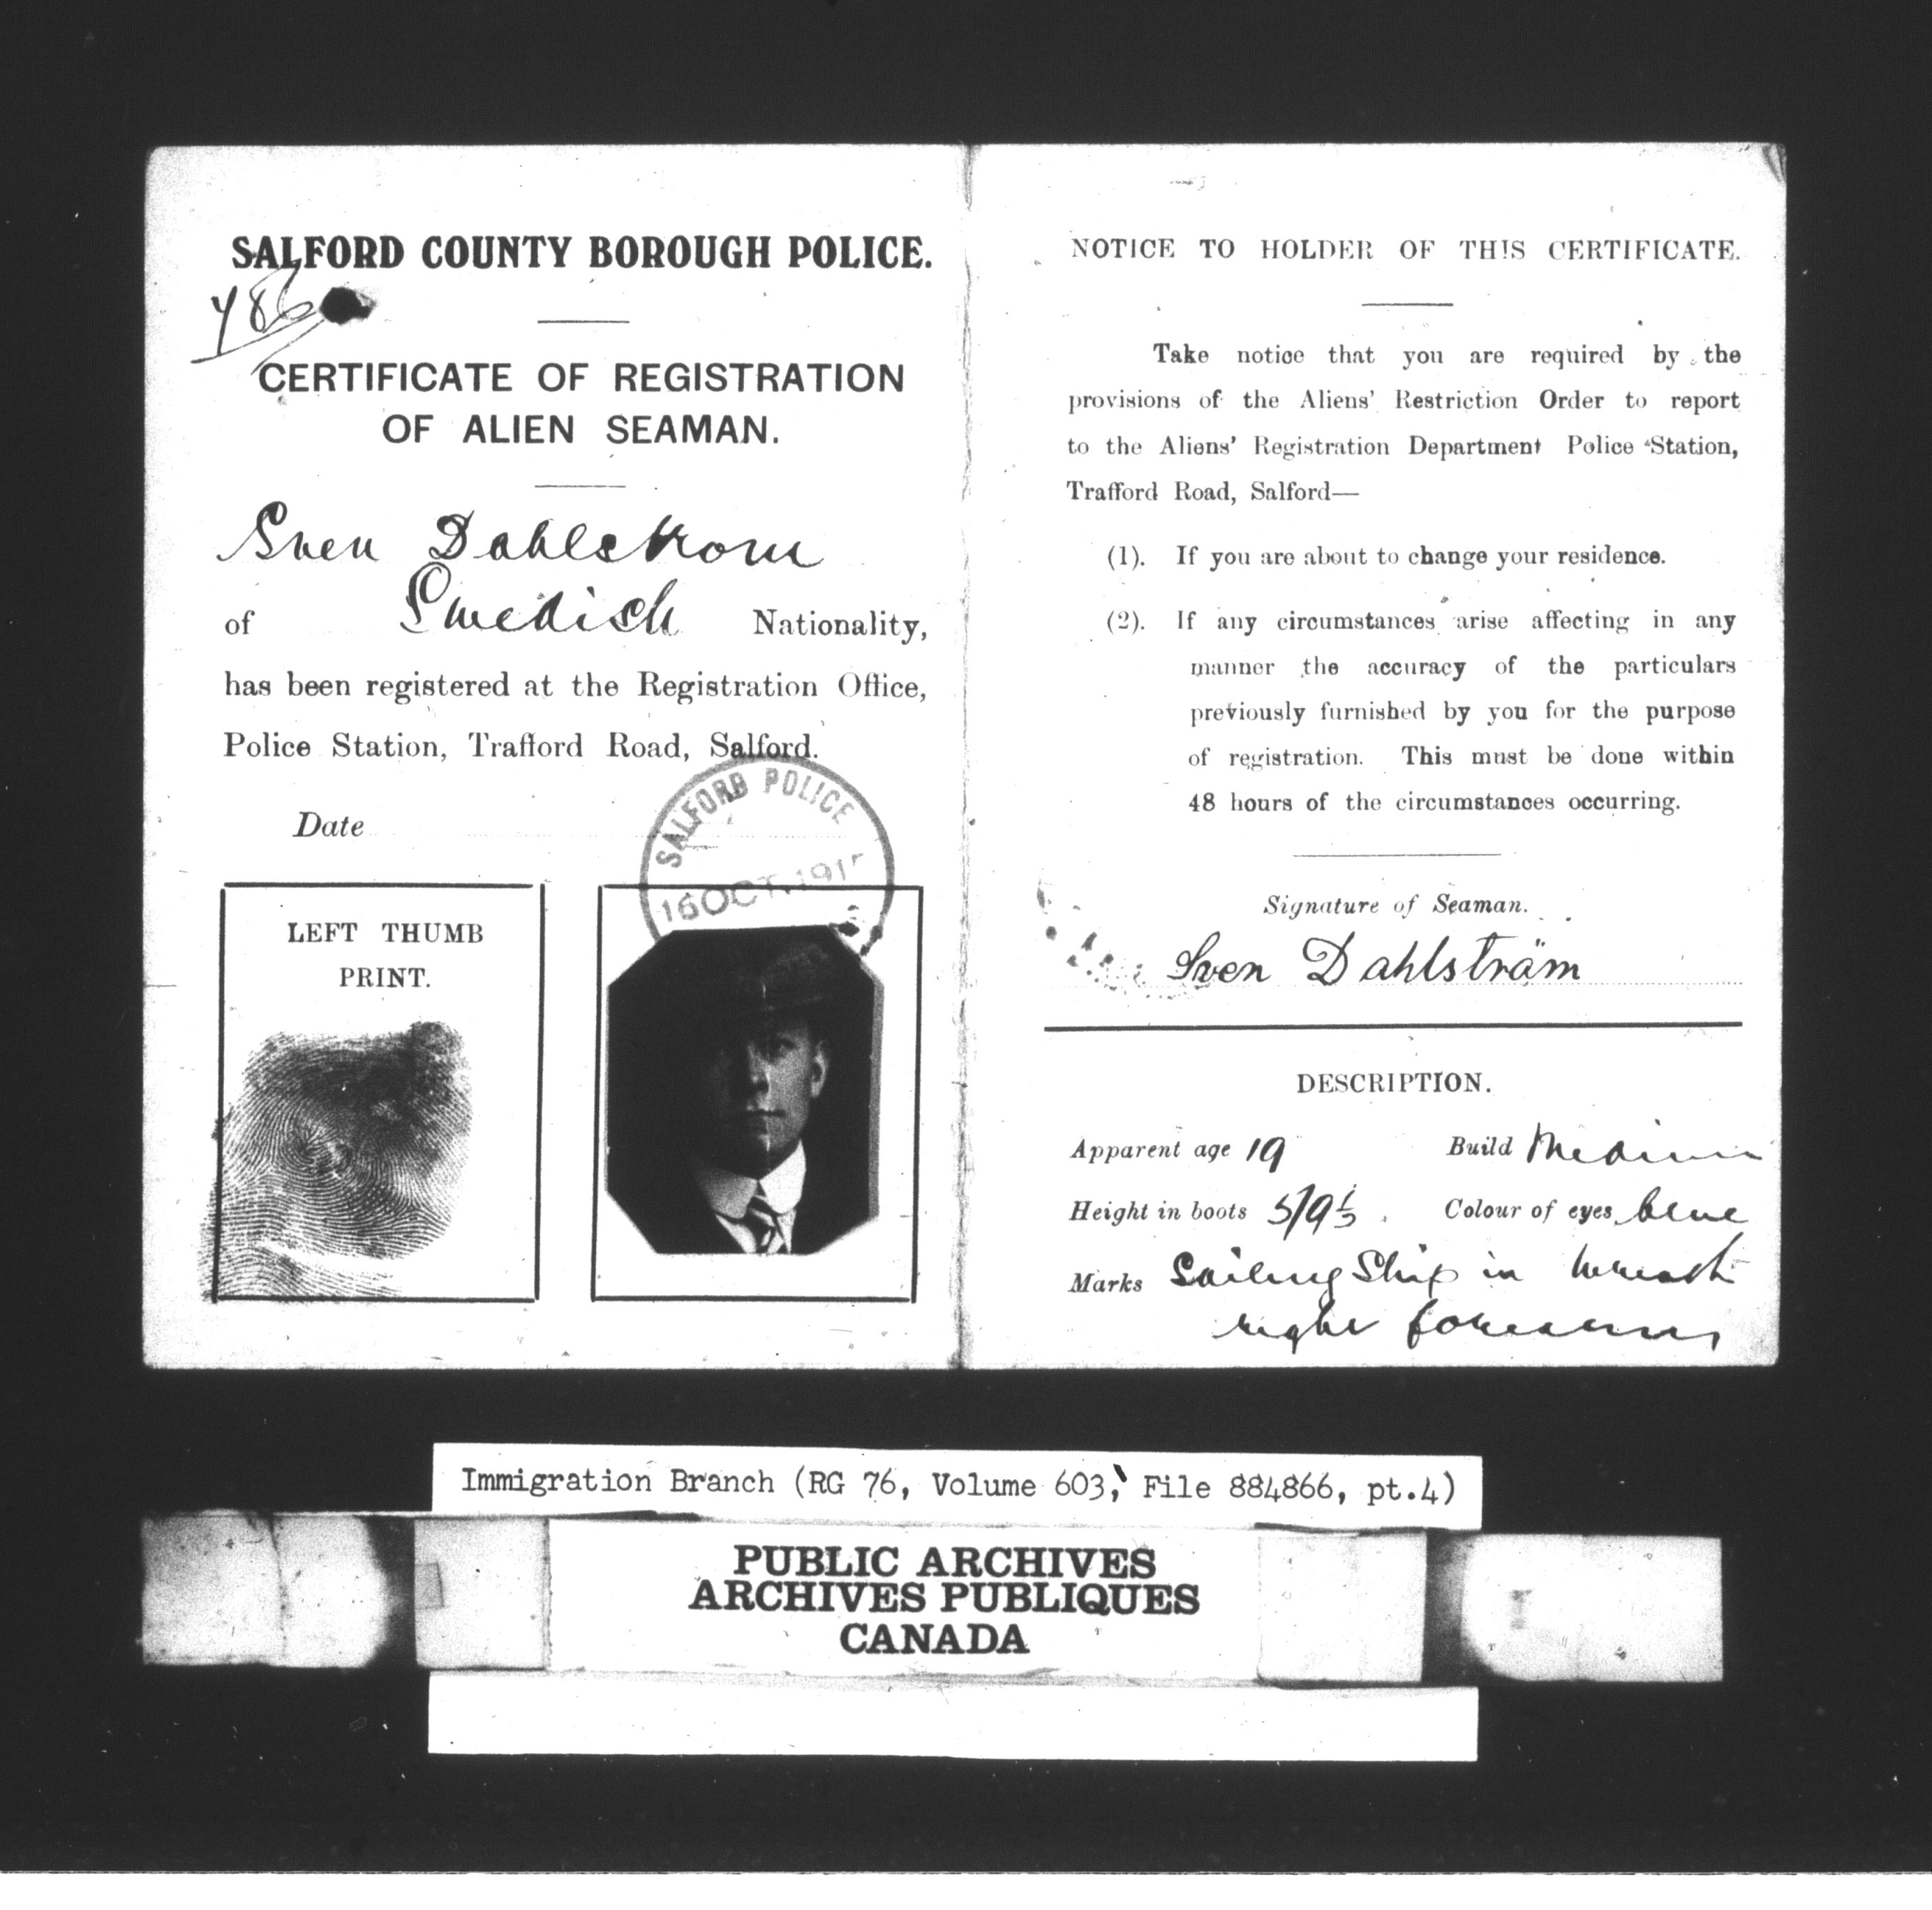 SALFORD COUNTY BOROUGH POLICE.
486
CERTIFICATE OF REGISTRATION
OF ALIEN SEAMAN.
Sven Dahlstrom
of Swedish Nationality,
has been registered at the Registration Office,
Police Station, Trafford Road, Salford.
Date
SALFORD POLICE
16 OCT. 191
LEFT THUMB
PRINT.
NOTICE TO HOLDER OF THIS CERTIFICATE.
Take notice that you are required by the
provisions of the Aliens' Restriction Order to report
to the Aliens' Registration Department Police Station,
Trafford Road, Salford—
(1). If you are about to change your residence.
(2). If any circumstances arise affecting in any
manner the accuracy of the particulars
previously furnished by you for the purpose
of registration. This must be done within
48 hours of the circumstances occurring.
Signature of Seaman.
Sven Dahlström
DESCRIPTION.
Apparent age 19 Build Medium
Height in boots Colour of eyes blue
Marks Sailing Ship in wreath
right forearm
Immigration Branch (RG 76, Volume 603, File 884866, pt.4)
PUBLIC ARCHIVES
ARCHIVES PUBLIQUES
CANADA